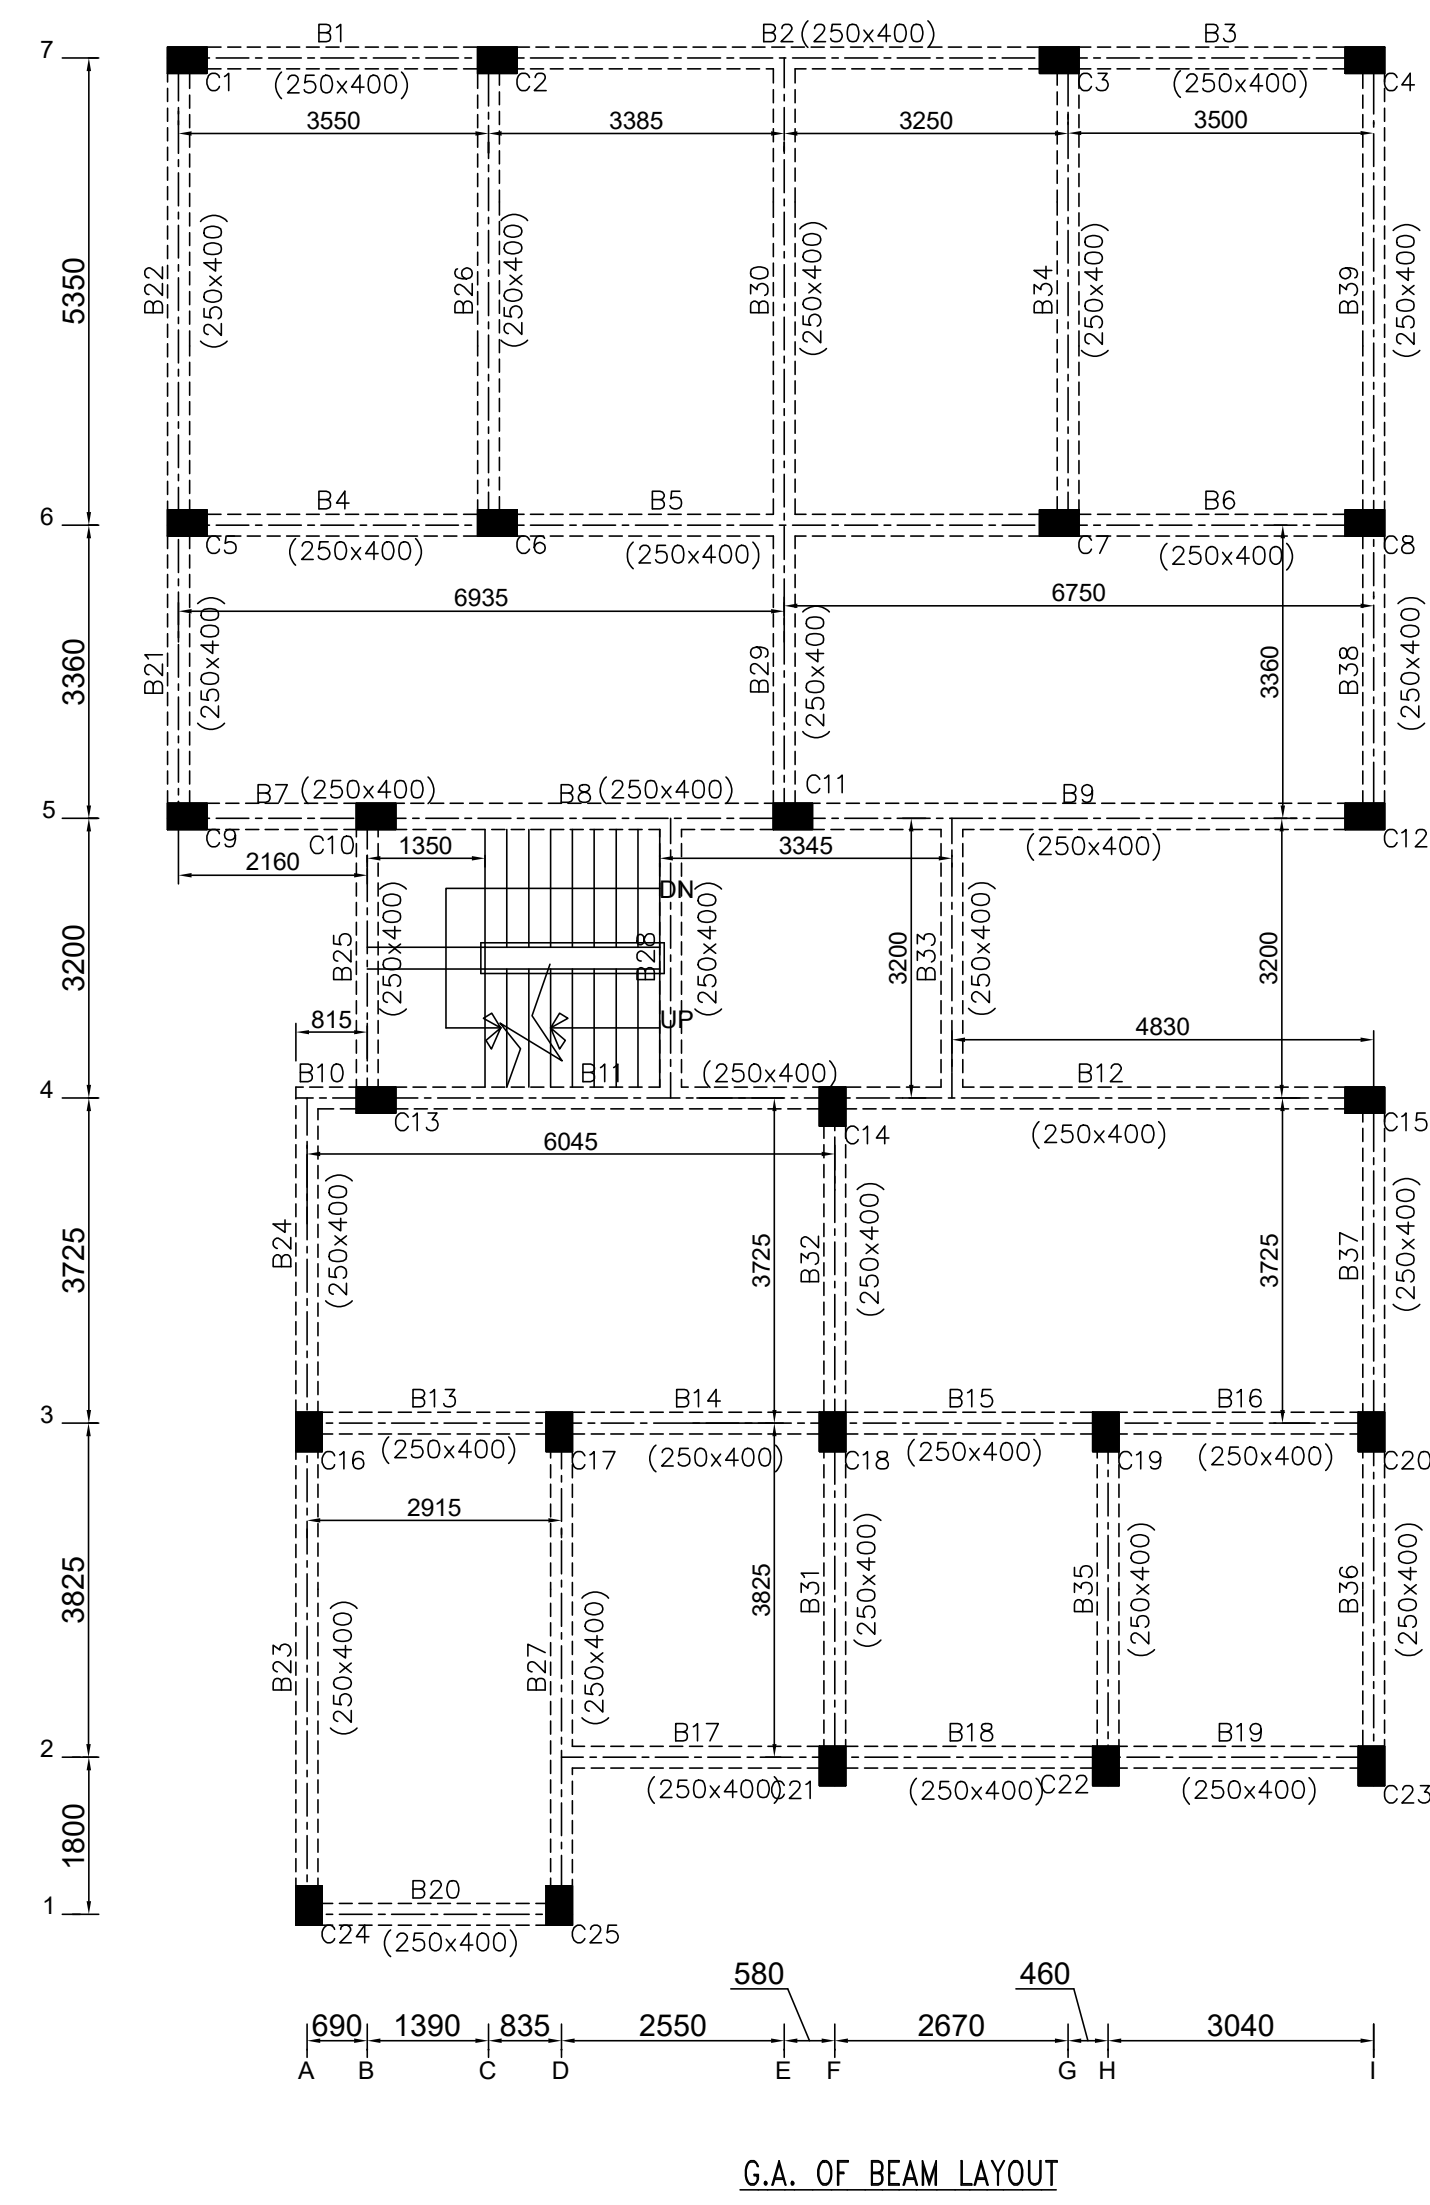 B1
B2 (250x400)
B3
7
C1
(250x400)
C2
C3
(250x400)
C4
3550
3385
3250
3500
5350
B22
(250x400)
B26
(250x400)
B30
(250x400)
B34
(250x400)
B39
(250x400)
B4
B5
B6
6
C5
(250x400)
C6
(250x400)
C7
(250x400)
C8
6935
6750
3360
B21
(250x400)
B29
(250x400)
3360
B38
(250x400)
B7 (250x400)
B8 (250x400)
C11
B9
5
C9
C10
1350
3345
(250x400)
C12
2160
DN
3200
B25
(250x400)
B28
(250x400)
3200
B33
(250x400)
3200
815
UP
4830
B10
B11
(250x400)
B12
4
C13
C14
(250x400)
C15
6045
3725
B24
(250x400)
3725
B32
(250x400)
3725
B37
(250x400)
B13
B14
B15
B16
3
C16
(250x400)
C17
(250x400)
C18
(250x400)
C19
(250x400)
C20
2915
3825
B23
(250x400)
B27
(250x400)
3825
B31
(250x400)
B35
(250x400)
B36
(250x400)
B17
B18
B19
2
(250x400)
C21
(250x400)
C22
(250x400)
C23
1800
B20
1
C24
(250x400)
C25
580
460
690
1390
835
2550
2670
3040
A
B
C
D
E
F
G
H
I
G.A. OF BEAM LAYOUT